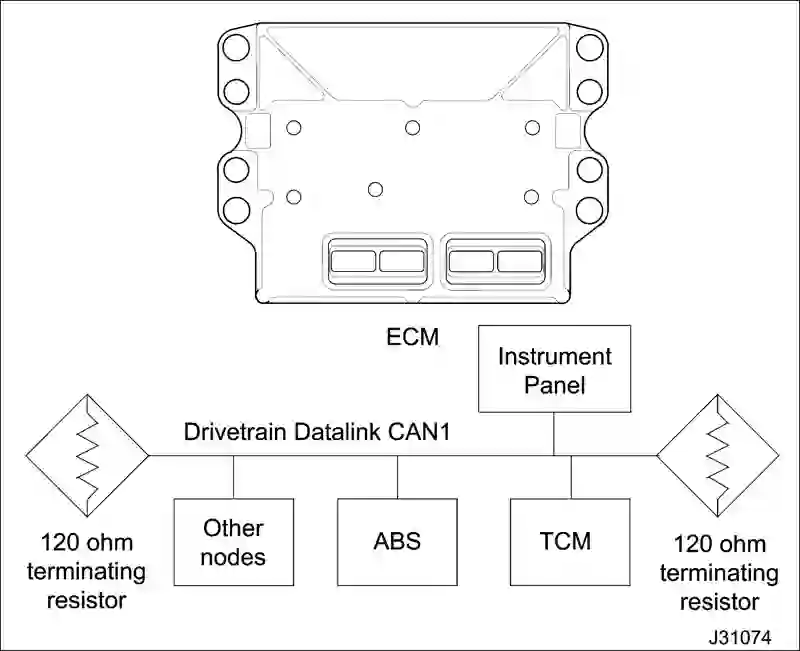 ECM
Instrument
Panel
Drivetrain Datalink CAN1
Other
nodes
ABS
TCM
120 ohm
terminating
resistor
120 ohm
terminating
resistor
J31074